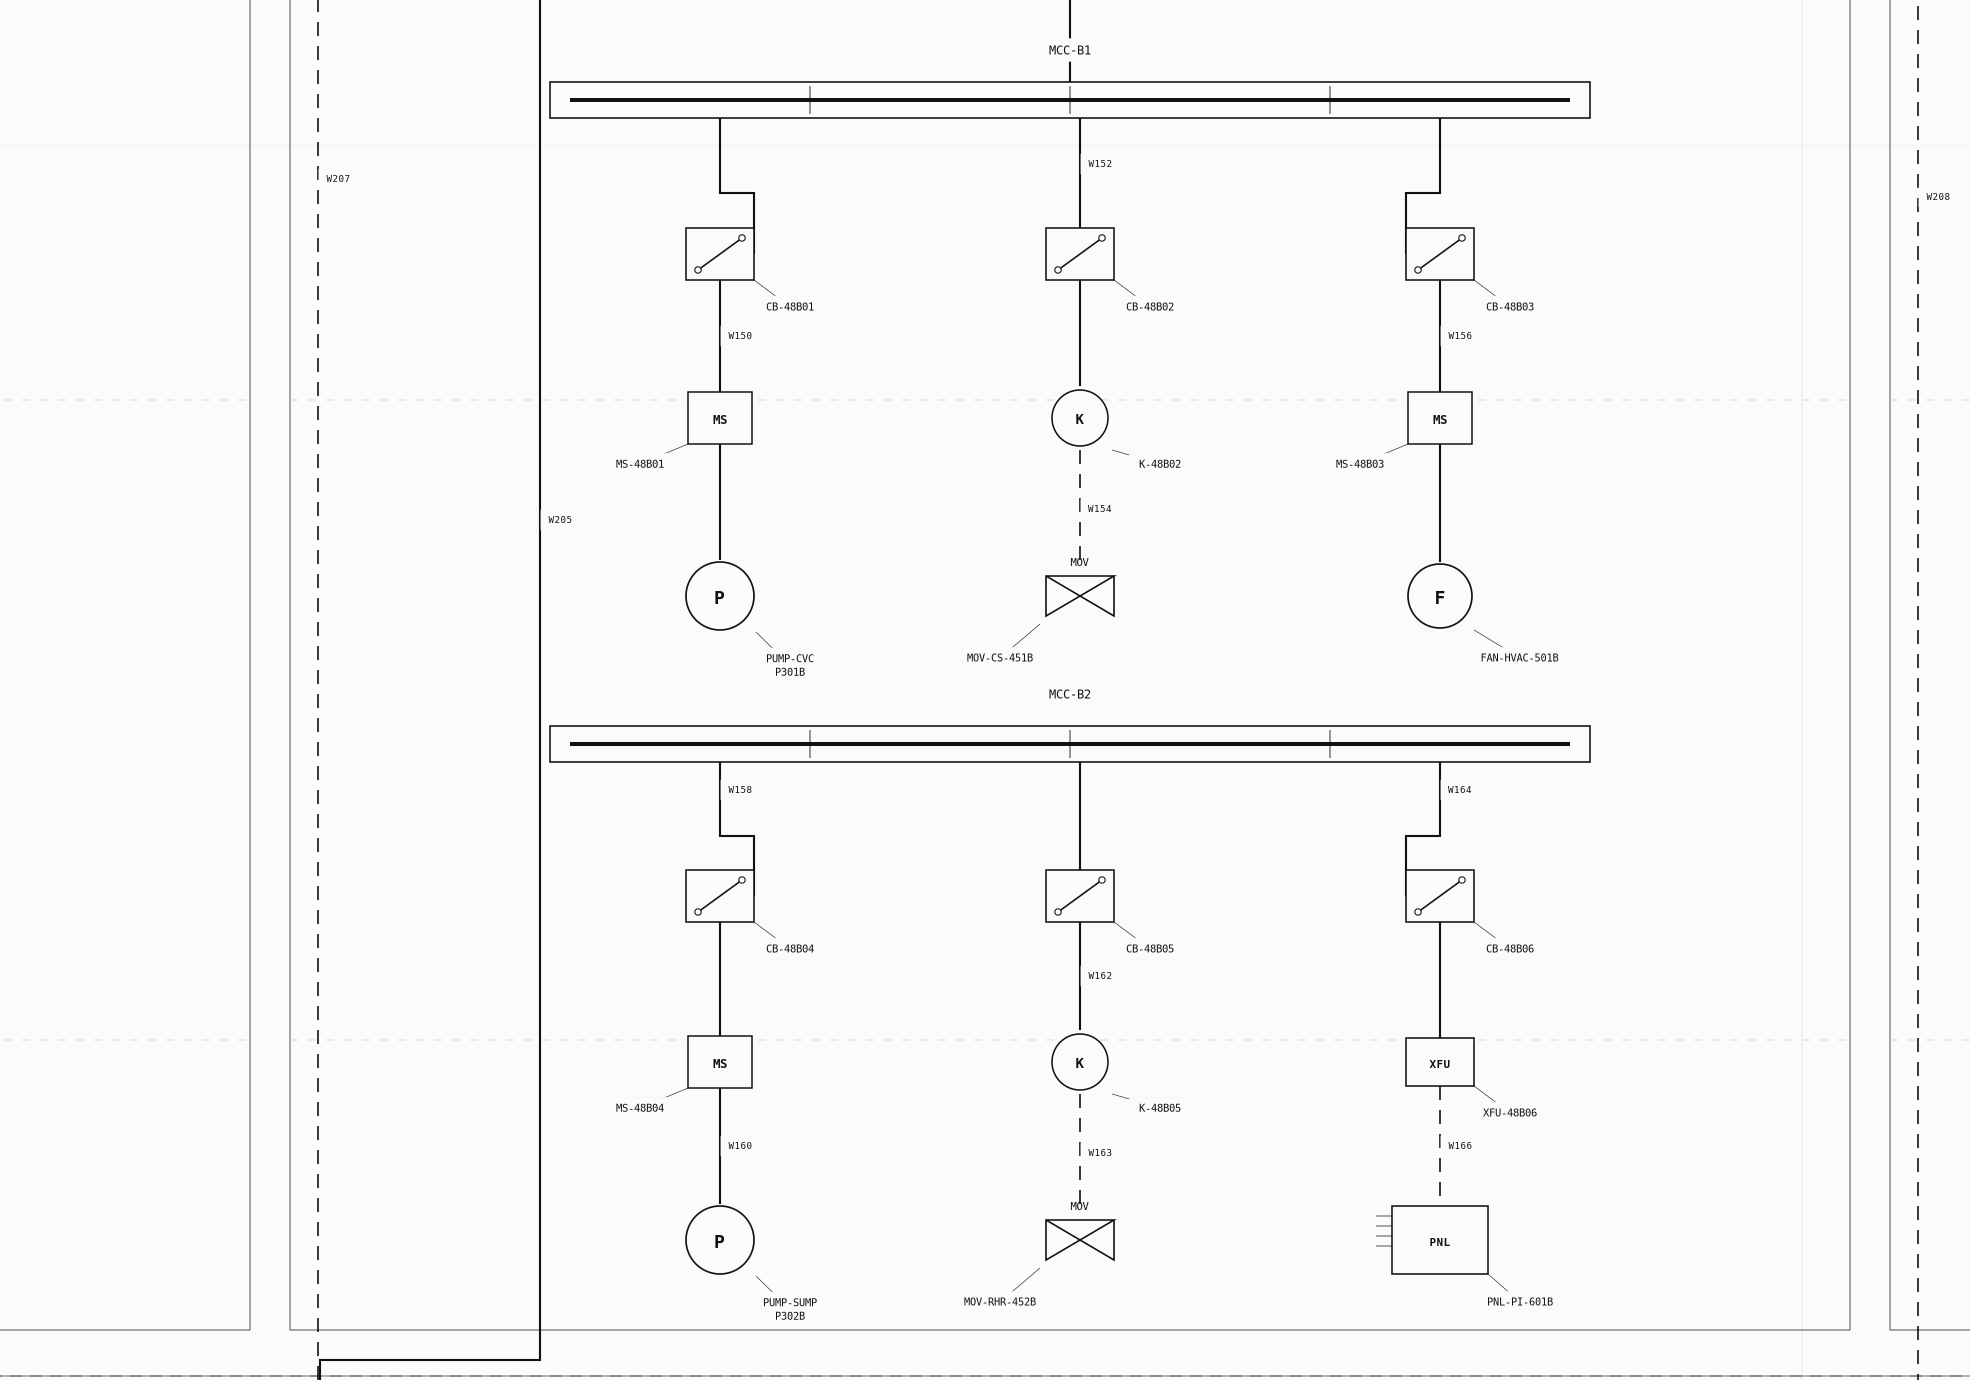 MCC-B1
W152
W207
W208
CB-48B01
CB-48B02
CB-48B03
W150
W156
MS
K
MS
MS-48B01
K-48B02
MS-48B03
W154
W205
MOV
P
F
PUMP-CVC
P301B
MOV-CS-451B
FAN-HVAC-501B
MCC-B2
W158
W164
CB-48B04
CB-48B05
CB-48B06
W162
MS
K
XFU
MS-48B04
K-48B05
XFU-48B06
W160
W163
W166
MOV
P
PNL
PUMP-SUMP
P302B
MOV-RHR-452B
PNL-PI-601B